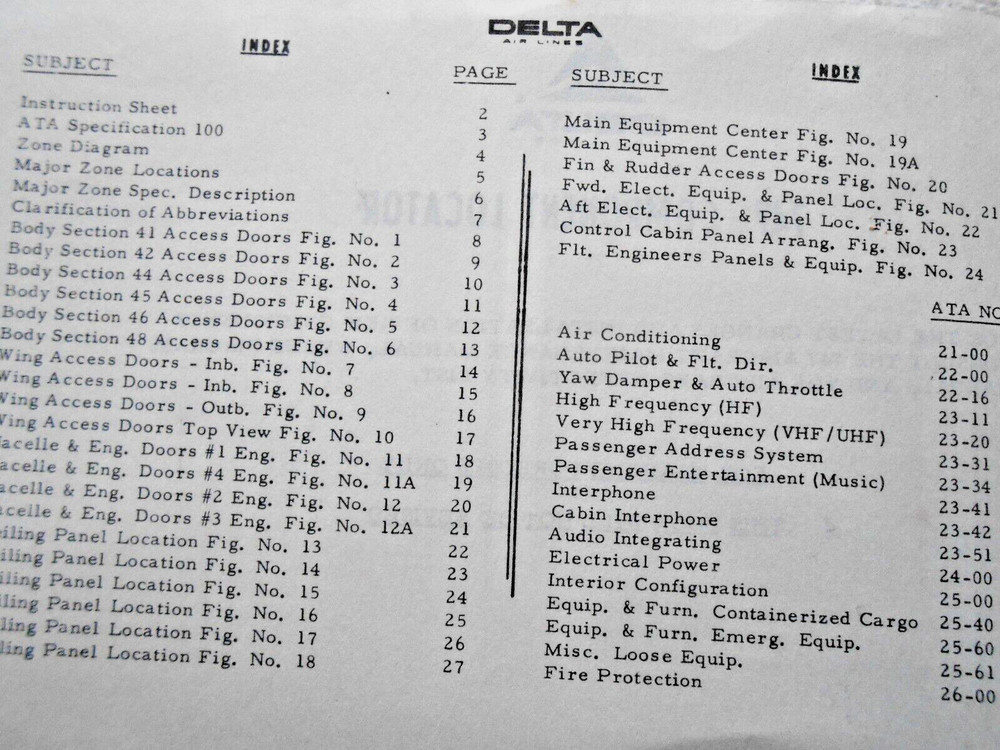 DELTA
AIR LINES
INDEX
SUBJECT PAGE
Instruction Sheet 2
ATA Specification 100 3
Zone Diagram 4
Major Zone Locations 5
Major Zone Spec. Description 6
Clarification of Abbreviations 7
Body Section 41 Access Doors Fig. No. 1 8
Body Section 42 Access Doors Fig. No. 2 9
Body Section 44 Access Doors Fig. No. 3 10
Body Section 45 Access Doors Fig. No. 4 11
Body Section 46 Access Doors Fig. No. 5 12
Body Section 48 Access Doors Fig. No. 6 13
Wing Access Doors - Inb. Fig. No. 7 14
Wing Access Doors - Inb. Fig. No. 8 15
Wing Access Doors - Outb. Fig. No. 9 16
Wing Access Doors Top View Fig. No. 10 17
acelle & Eng. Doors #1 Eng. Fig. No. 11 18
acelle & Eng. Doors #4 Eng. Fig. No. 11A 19
acelle & Eng. Doors #2 Eng. Fig. No. 12 20
acelle & Eng. Doors #3 Eng. Fig. No. 12A 21
iling Panel Location Fig. No. 13 22
iling Panel Location Fig. No. 14 23
iling Panel Location Fig. No. 15 24
iling Panel Location Fig. No. 16 25
ling Panel Location Fig. No. 17 26
ling Panel Location Fig. No. 18 27
INDEX
SUBJECT
Main Equipment Center Fig. No. 19
Main Equipment Center Fig. No. 19A
Fin & Rudder Access Doors Fig. No. 20
Fwd. Elect. Equip. & Panel Loc. Fig. No. 21
Aft Elect. Equip. & Panel Loc. Fig. No. 22
Control Cabin Panel Arrang. Fig. No. 23
Flt. Engineers Panels & Equip. Fig. No. 24
ATA NO
Air Conditioning 21-00
Auto Pilot & Flt. Dir. 22-00
Yaw Damper & Auto Throttle 22-16
High Frequency (HF) 23-11
Very High Frequency (VHF/UHF) 23-20
Passenger Address System 23-31
Passenger Entertainment (Music) 23-34
Interphone 23-41
Cabin Interphone 23-42
Audio Integrating 23-51
Electrical Power 24-00
Interior Configuration 25-00
Equip. & Furn. Containerized Cargo 25-40
Equip. & Furn. Emerg. Equip. 25-60
Misc. Loose Equip. 25-61
Fire Protection 26-00